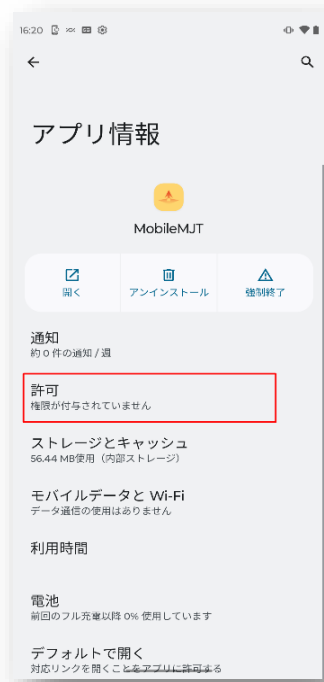 16:20
アプリ情報
MobileMJT
開く
アンインストール
強制終了
通知
約 0 件の通知 / 週
許可
権限が付与されていません
ストレージとキャッシュ
56.44 MB使用（内部ストレージ）
モバイルデータと Wi-Fi
データ通信の使用はありません
利用時間
電池
前回のフル充電以降 0% 使用しています
デフォルトで開く
対応リンクを開くことをアプリに許可する